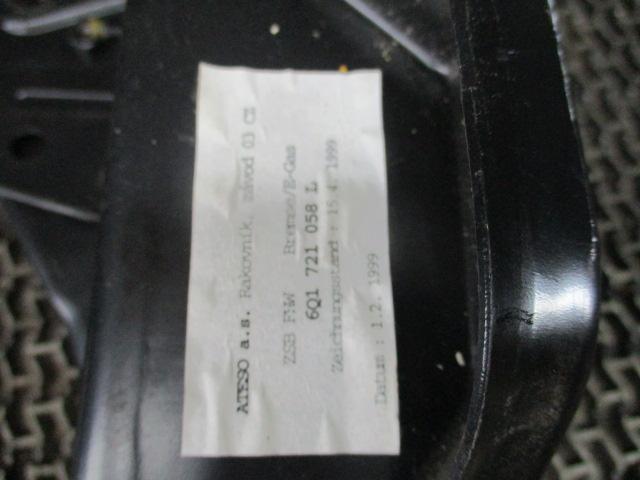 ATESO a.s. Rakovník, závod 03 CZ
ZSB FHW Bremse/E-Gas
6Q1 721 058 L
Zeichnungsstand : 15.4. 1999
Datum : 1.2. 1999